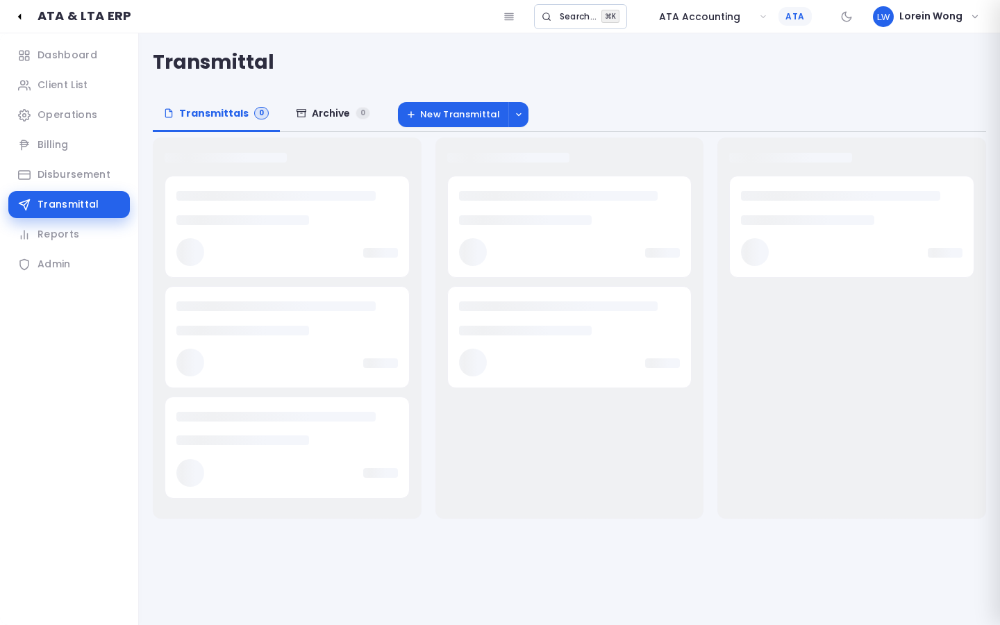 ATA & LTA ERP
Search... ⌘K
ATA Accounting
ATA
LW Lorein Wong
Dashboard
Client List
Operations
Billing
Disbursement
Transmittal
Reports
Admin
Transmittal
Transmittals 0
Archive 0
+ New Transmittal